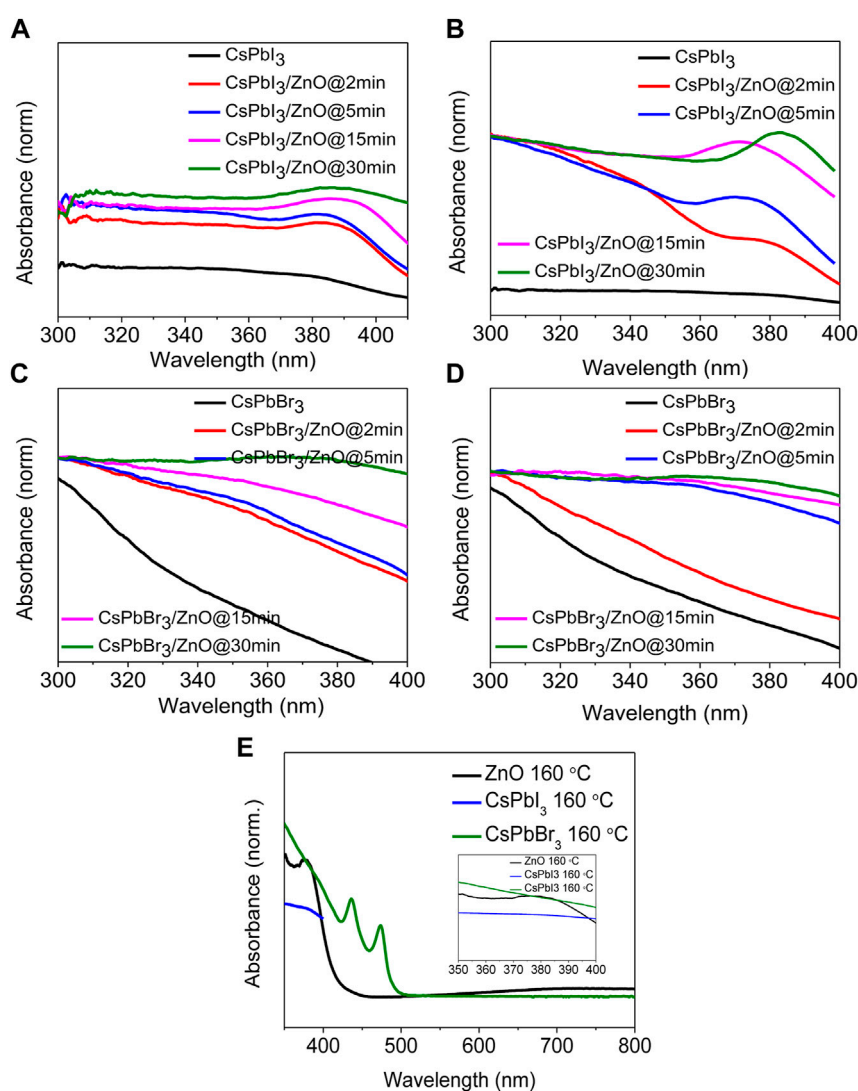 A
CsPbI3
CsPbI3/ZnO@2min
CsPbI3/ZnO@5min
CsPbI3/ZnO@15min
CsPbI3/ZnO@30min
Absorbance (norm)
300 320 340 360 380 400
Wavelength (nm)
B
CsPbI3
CsPbI3/ZnO@2min
CsPbI3/ZnO@5min
CsPbI3/ZnO@15min
CsPbI3/ZnO@30min
Absorbance (norm)
300 320 340 360 380 400
Wavelength (nm)
C
CsPbBr3
CsPbBr3/ZnO@2min
CsPbBr3/ZnO@5min
CsPbBr3/ZnO@15min
CsPbBr3/ZnO@30min
Absorbance (norm)
300 320 340 360 380 400
Wavelength (nm)
D
CsPbBr3
CsPbBr3/ZnO@2min
CsPbBr3/ZnO@5min
CsPbBr3/ZnO@15min
CsPbBr3/ZnO@30min
Absorbance (norm)
300 320 340 360 380 400
Wavelength (nm)
E
ZnO 160 °C
CsPbI3 160 °C
CsPbBr3 160 °C
ZnO 160 °C
CsPbI3 160 °C
CsPbI3 160 °C
350 360 370 380 390 400
Absorbance (norm.)
400 500 600 700 800
Wavelength (nm)